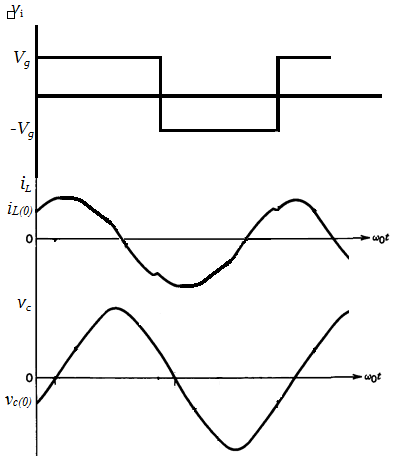 □vi
Vg
-Vg
iL
iL(0)
0
ω0t
vc
0
ω0t
vc(0)